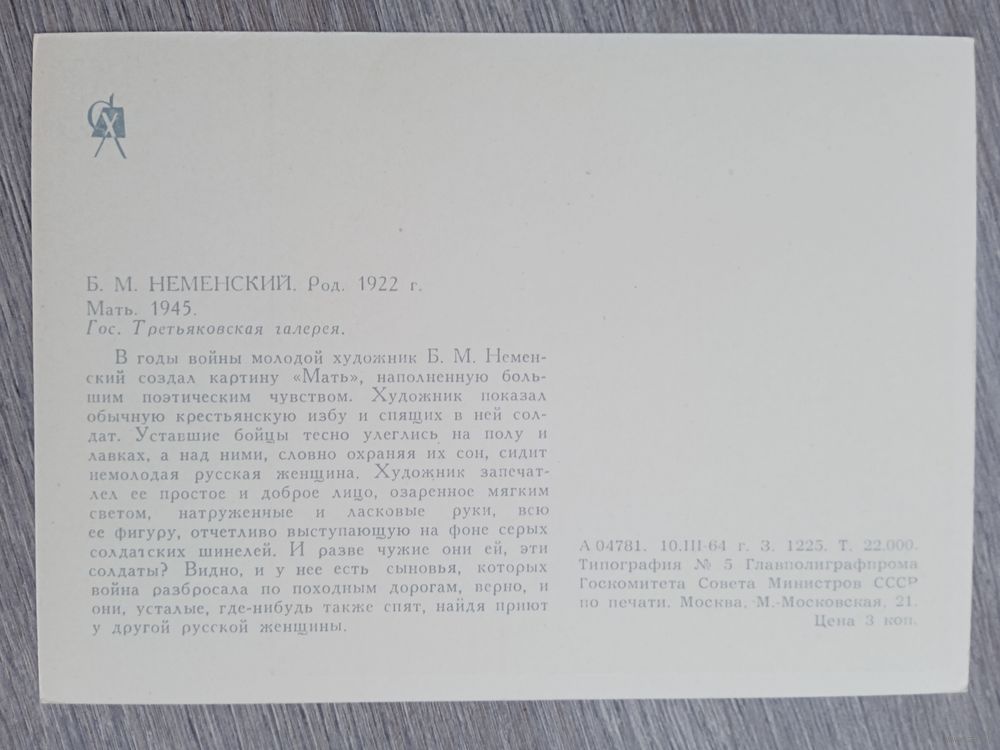 СХ
Б. М. НЕМЕНСКИЙ. Род. 1922 г.
Мать. 1945.
Гос. Третьяковская галерея.
В годы войны молодой художник Б. М. Немен-
ский создал картину «Мать», наполненную боль-
шим поэтическим чувством. Художник показал
обычную крестьянскую избу и спящих в ней сол-
дат. Уставшие бойцы тесно улеглись на полу и
лавках, а над ними, словно охраняя их сон, сидит
немолодая русская женщина. Художник запечат-
лел ее простое и доброе лицо, озаренное мягким
светом, натруженные и ласковые руки, всю
ее фигуру, отчетливо выступающую на фоне серых
солдатских шинелей. И разве чужие они ей, эти
солдаты? Видно, и у нее есть сыновья, которых
война разбросала по походным дорогам, верно, и
они, усталые, где-нибудь также спят, найдя приют
у другой русской женщины.
А 04781. 10.III-64 г. З. 1225. Т. 22.000.
Типография № 5 Главполиграфпрома
Госкомитета Совета Министров СССР
по печати. Москва, М.-Московская, 21.
Цена 3 коп.